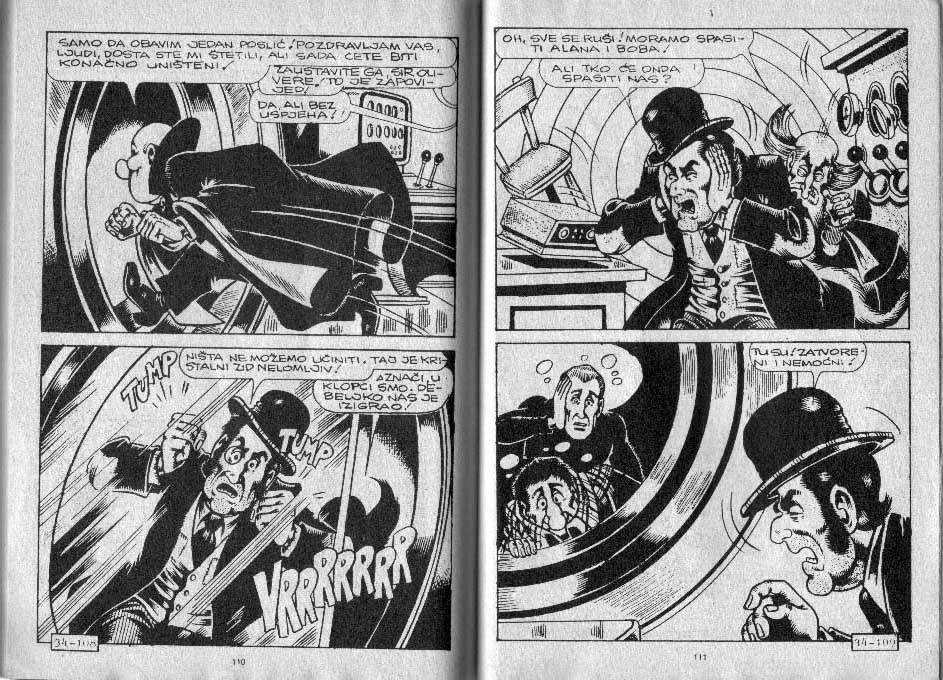 SAMO DA OBAVIM JEDAN POSLIĆ! POZDRAVLJAM VAS,
LJUDI, DOSTA STE MI ŠTETILI, ALI SADA ĆETE BITI
KONAČNO UNIŠTENI!
ZAUSTAVITE GA, SIR OLI-
VERE! TO JE ZAPOVI-
JED!
DA, ALI BEZ
USPJEHA!
TUMP
NIŠTA NE MOŽEMO UČINITI. TAJ JE KRI-
STALNI ZID NELOMLJIV!
ZNAČI, U
KLOPCI SMO. DE-
BELJKO NAS JE
IZIGRAO!
TUMP
VRRRRRRR
34-108
110
OH, SVE SE RUŠI! MORAMO SPASI-
TI ALANA I BOBA!
ALI TKO ĆE ONDA
SPASITI NAS?
TU SU! ZATVORE-
NI I NEMOĆNI!
34-109
111